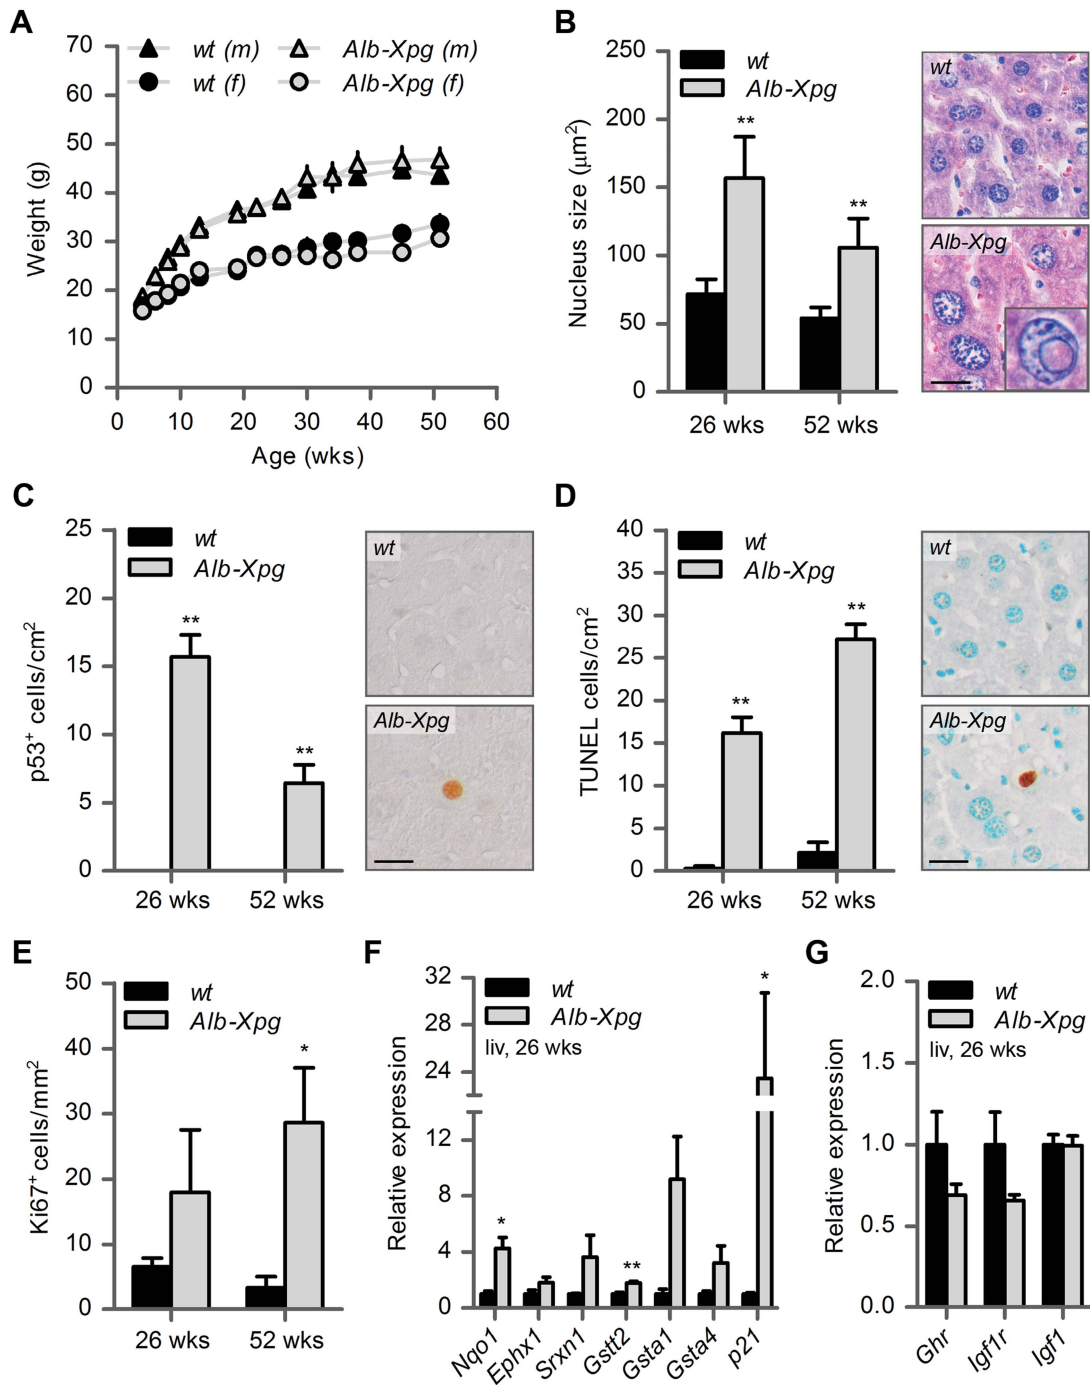 A
wt (m)
Alb-Xpg (m)
wt (f)
Alb-Xpg (f)
70
60
50
40
30
20
10
0
Weight (g)
0 10 20 30 40 50 60
Age (wks)
B
wt
Alb-Xpg
250
200
150
100
50
0
Nucleus size (µm²)
**
**
26 wks 52 wks
wt
Alb-Xpg
C
wt
Alb-Xpg
25
20
15
10
5
0
p53⁺ cells/cm²
**
**
26 wks 52 wks
wt
Alb-Xpg
D
wt
Alb-Xpg
40
35
30
25
20
15
10
5
0
TUNEL cells/cm²
**
**
26 wks 52 wks
wt
Alb-Xpg
E
wt
Alb-Xpg
50
40
30
20
10
0
Ki67⁺ cells/mm²
*
26 wks 52 wks
F
wt
Alb-Xpg
liv, 26 wks
32
28
24
12
8
4
0
Relative expression
*
**
*
Nqo1 Ephx1 Srxn1 Gstt2 Gsta1 Gsta4 p21
G
wt
Alb-Xpg
liv, 26 wks
2.0
1.5
1.0
0.5
0.0
Relative expression
Ghr Igf1r Igf1